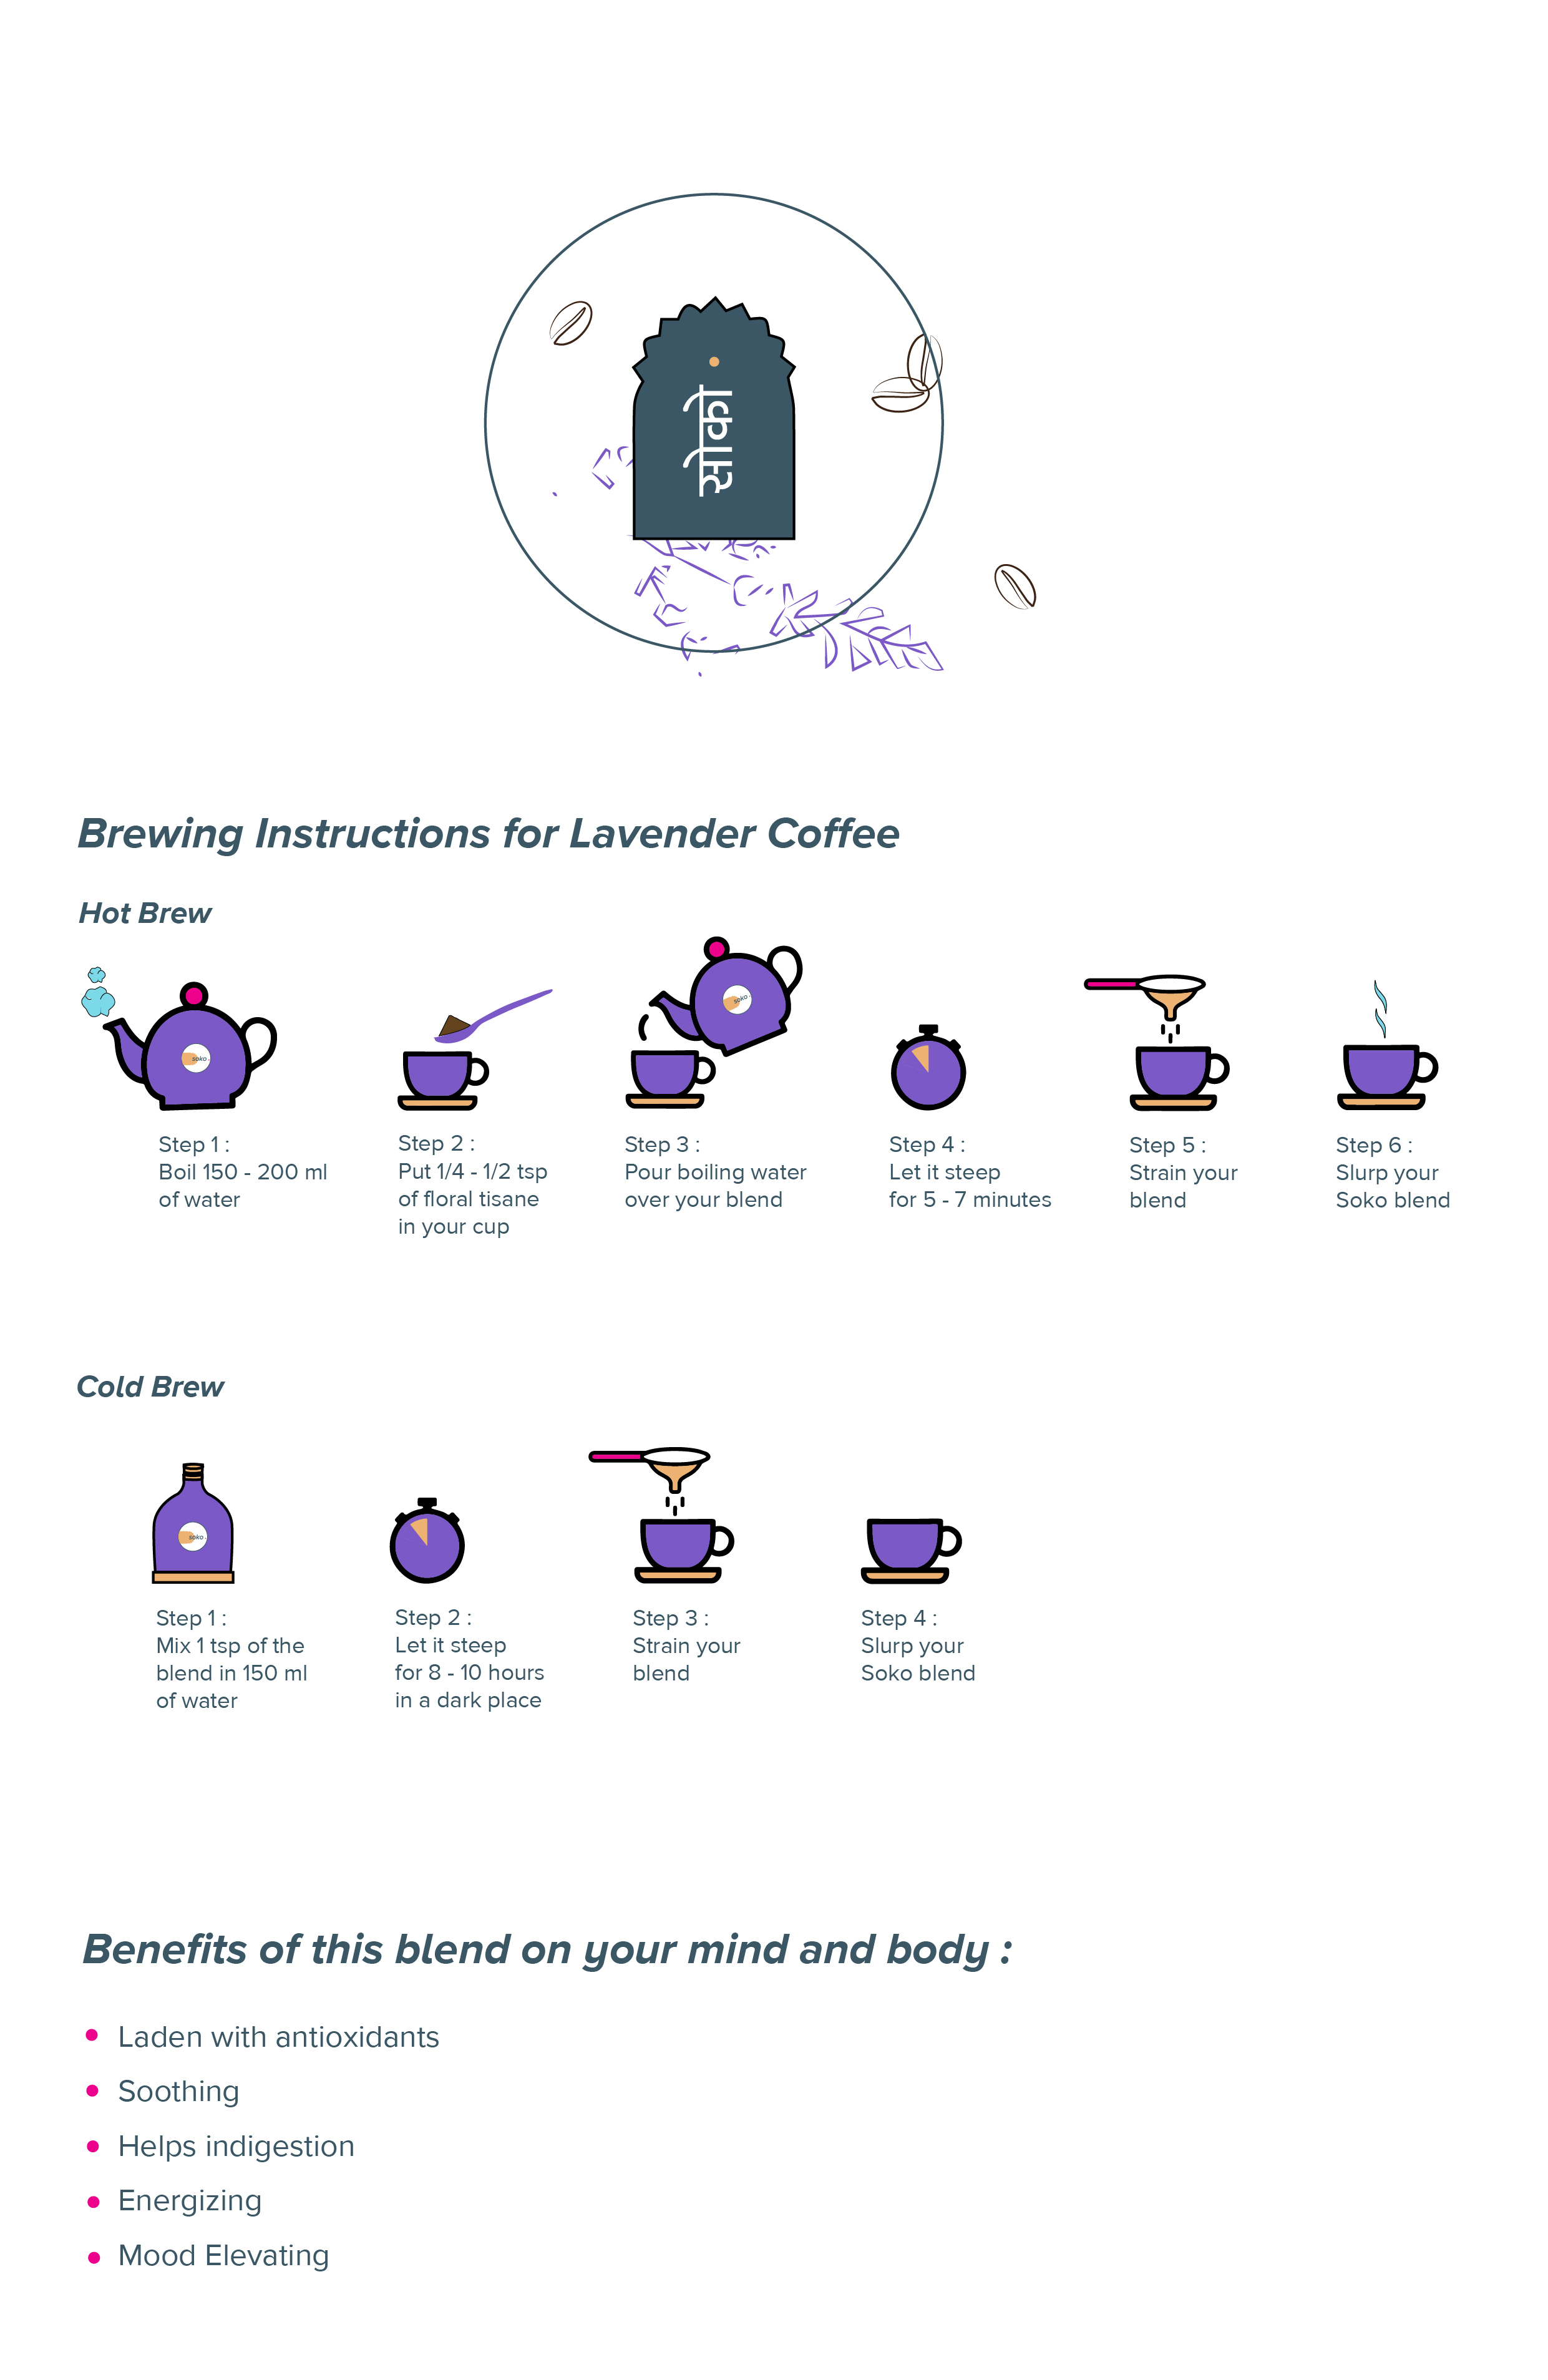 सोको
Brewing Instructions for Lavender Coffee
Hot Brew
soko
soko
Step 1 :
Boil 150 - 200 ml
of water
Step 2 :
Put 1/4 - 1/2 tsp
of floral tisane
in your cup
Step 3 :
Pour boiling water
over your blend
Step 4 :
Let it steep
for 5 - 7 minutes
Step 5 :
Strain your
blend
Step 6 :
Slurp your
Soko blend
Cold Brew
soko
Step 1 :
Mix 1 tsp of the
blend in 150 ml
of water
Step 2 :
Let it steep
for 8 - 10 hours
in a dark place
Step 3 :
Strain your
blend
Step 4 :
Slurp your
Soko blend
Benefits of this blend on your mind and body :
Laden with antioxidants
Soothing
Helps indigestion
Energizing
Mood Elevating